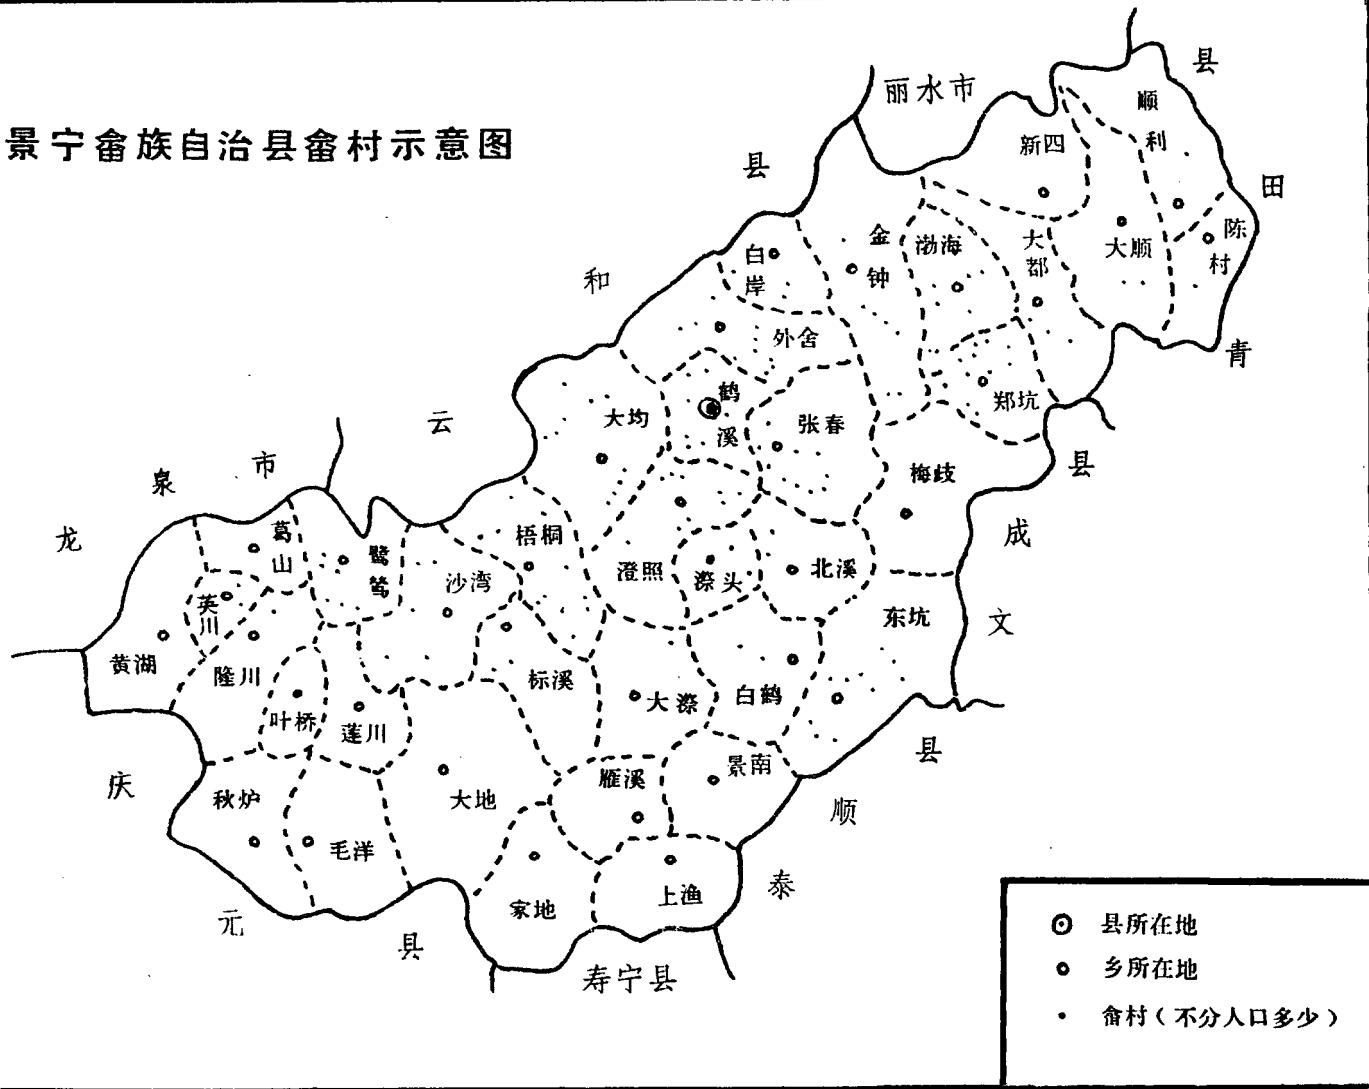 景宁畲族自治县畲村示意图
丽水市
县
顺利
新四
县
田
陈村
大顺
大都
渤海
金钟
白岸
和
外舍
青
鹤溪
郑坑
大均
张春
云
县
梅歧
市
泉
龙
成
葛山
鹭鸶
梧桐
沙湾
澄照
漈头
北溪
东坑
文
英川
黄湖
隆川
叶桥
莲川
标溪
大漈
白鹤
县
景南
雁溪
庆
秋炉
大地
顺
毛洋
泰
上渔
家地
元
县
寿宁县
县所在地
乡所在地
畲村（不分人口多少）